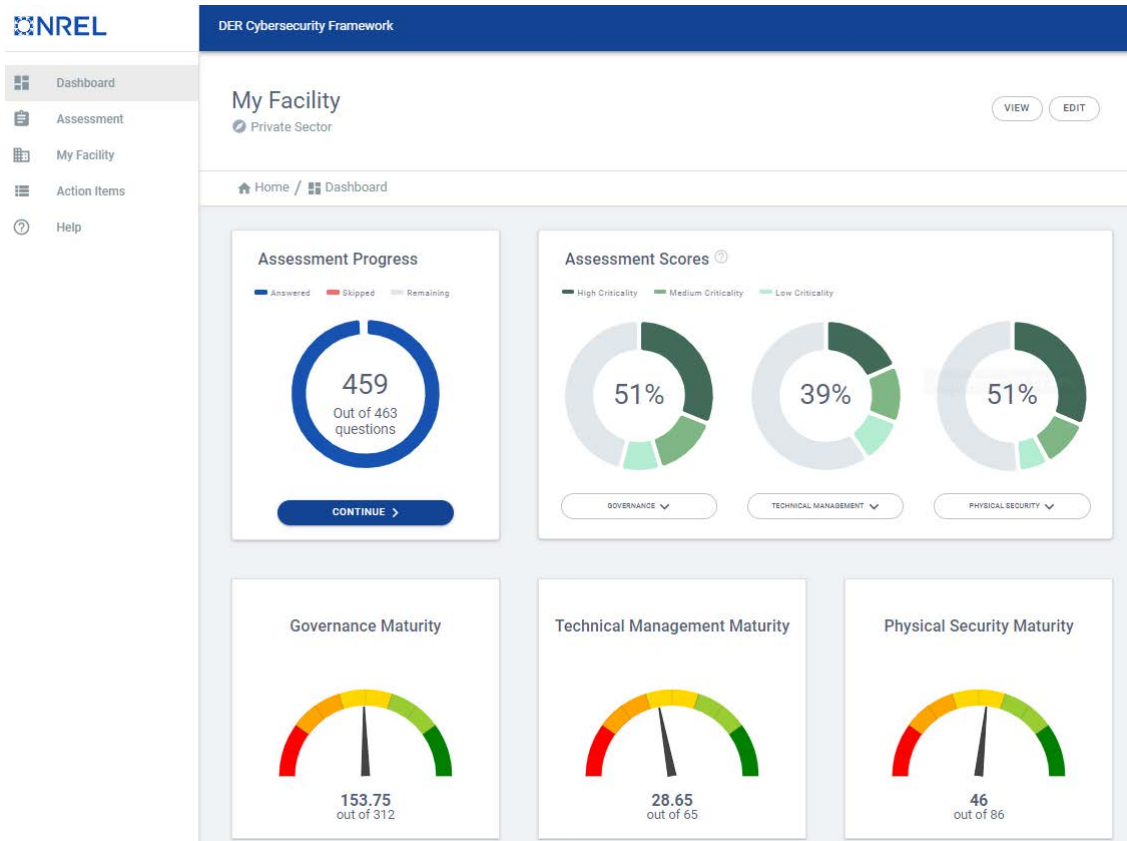 NREL
DER Cybersecurity Framework
Dashboard
Assessment
My Facility
Action Items
Help
My Facility
Private Sector
VIEW
EDIT
Home / Dashboard
Assessment Progress
Answered Skipped Remaining
459
Out of 463
questions
CONTINUE >
Assessment Scores ?
High Criticality Medium Criticality Low Criticality
51%
39%
51%
GOVERNANCE
TECHNICAL MANAGEMENT
PHYSICAL SECURITY
Governance Maturity
153.75
out of 312
Technical Management Maturity
28.65
out of 65
Physical Security Maturity
46
out of 86